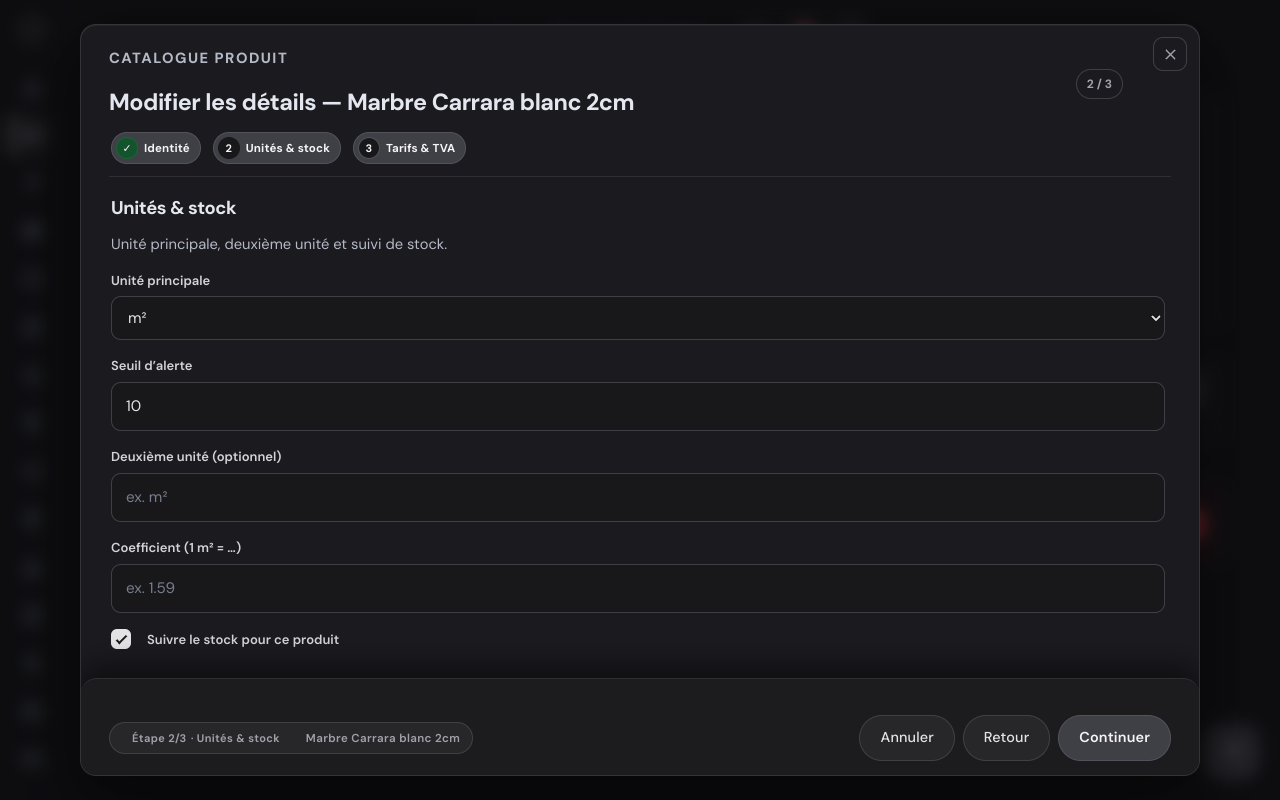 CATALOGUE PRODUIT
2 / 3
Modifier les détails — Marbre Carrara blanc 2cm
✓ Identité
2 Unités & stock
3 Tarifs & TVA
Unités & stock
Unité principale, deuxième unité et suivi de stock.
Unité principale
m²
Seuil d’alerte
10
Deuxième unité (optionnel)
ex. m²
Coefficient (1 m² = …)
ex. 1.59
Suivre le stock pour ce produit
Étape 2/3 · Unités & stock
Marbre Carrara blanc 2cm
Annuler
Retour
Continuer